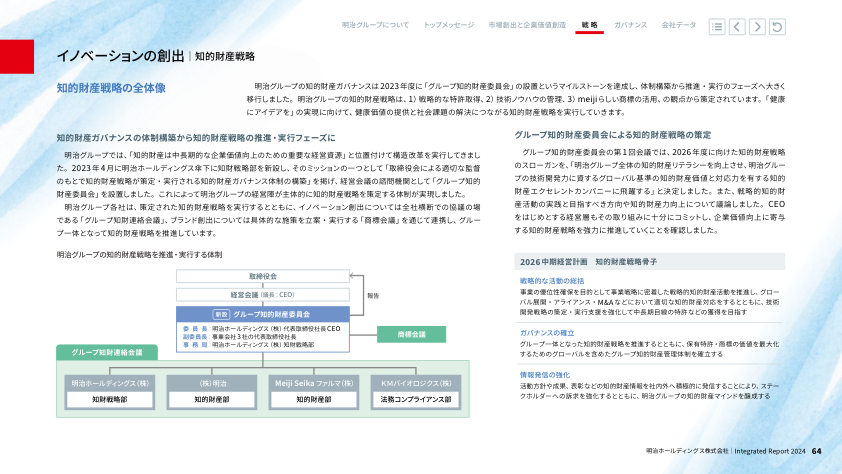 明治グループについて トップメッセージ 市場創出と企業価値創造 戦 略 ガバナンス 会社データ
イノベーションの創出 | 知的財産戦略
知的財産戦略の全体像
明治グループの知的財産ガバナンスは2023年度に「グループ知的財産委員会」の設置というマイルストーンを達成し、体制構築から推進・実行のフェーズへ大きく
移行しました。明治グループの知的財産戦略は、1）戦略的な特許取得、2）技術ノウハウの管理、3）meijiらしい商標の活用、の観点から策定されています。「健康
にアイデアを」の実現に向けて、健康価値の提供と社会課題の解決につながる知的財産戦略を実行していきます。
知的財産ガバナンスの体制構築から知的財産戦略の推進・実行フェーズに
明治グループでは、「知的財産は中長期的な企業価値向上のための重要な経営資源」と位置付けて構造改革を実行してきまし
た。2023年4月に明治ホールディングス傘下に知財戦略部を新設し、そのミッションの一つとして「取締役会による適切な監督
のもとで知的財産戦略が策定・実行される知的財産ガバナンス体制の構築」を掲げ、経営会議の諮問機関として「グループ知的
財産委員会」を設置しました。これによって明治グループの経営陣が主体的に知的財産戦略を策定する体制が実現しました。
グループ各社は、策定された知的財産戦略を実行するとともに、イノベーション創出については全社横断での協議の場
である「グループ知財連絡会議」、ブランド創出については具体的な施策を立案・実行する「商標会議」を通じて連携し、グルー
プ一体となって知的財産戦略を推進しています。
明治グループの知的財産戦略を推進・実行する体制
取締役会
経営会議（議長：CEO）
報告
新設 グループ知的財産委員会
委 員 長 明治ホールディングス（株）代表取締役社長CEO
副委員長 事業会社3社の代表取締役社長
事 務 局 明治ホールディングス（株）知財戦略部
商標会議
グループ知財連絡会議
明治ホールディングス（株） （株）明治 Meiji Seika ファルマ（株） KMバイオロジクス（株）
知財戦略部 知的財産部 知的財産部 法務コンプライアンス部
グループ知的財産委員会による知的財産戦略の策定
グループ知的財産委員会の第1回会議では、2026年度に向けた知的財産戦略
のスローガンを、「明治グループ全体の知的財産リテラシーを向上させ、明治グルー
プの技術開発力に資するグローバル基準の知的財産価値と対応力を有する知的
財産エクセレントカンパニーに飛躍する」と決定しました。また、戦略的知的財
産活動の実践と目指すべき方向や知的財産力向上について議論しました。CEO
をはじめとする経営層もその取り組みに十分にコミットし、企業価値向上に寄与
する知的財産戦略を強力に推進していくことを確認しました。
2026中期経営計画 知的財産戦略骨子
戦略的な活動の総括
事業の優位性確保を目的として事業戦略に密着した戦略的知的財産活動を推進し、グロー
バル展開・アライアンス・M&Aなどにおいて適切な知的財産対応をするとともに、技術
開発戦略の策定・実行支援を強化して中長期目線の特許などの獲得を目指す
ガバナンスの確立
グループ一体となった知的財産戦略を推進するとともに、保有特許・商標の価値を最大化
するためのグローバルを含めたグループ知的財産管理体制を確立する
情報発信の強化
活動方針や成果、表彰などの知的財産情報を社内外へ積極的に発信することにより、ステー
クホルダーへの訴求を強化するとともに、明治グループの知的財産マインドを醸成する
明治ホールディングス株式会社 | Integrated Report 2024 64